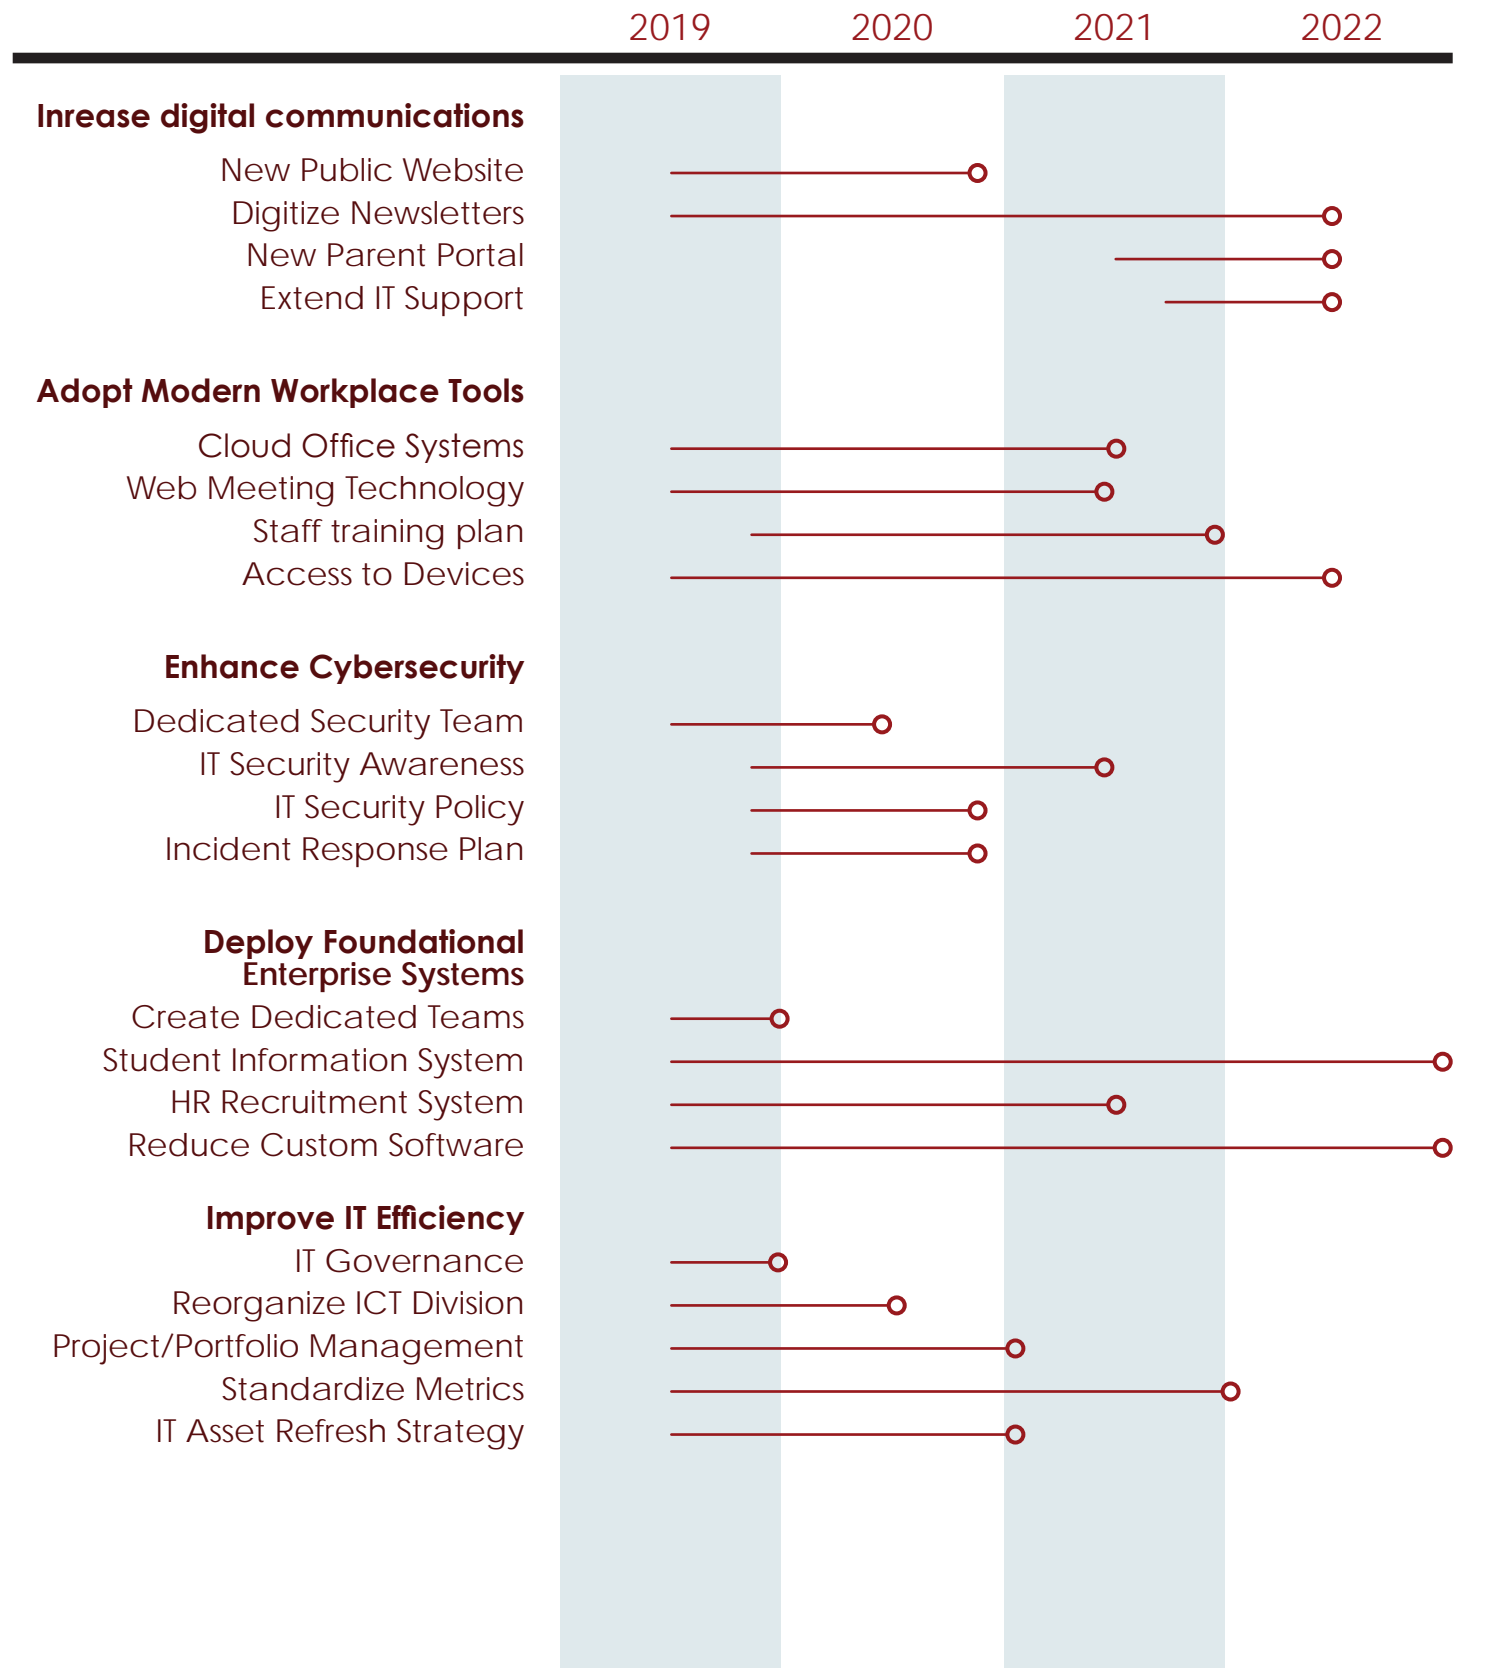 2019 2020 2021 2022
Inrease digital communications
New Public Website
Digitize Newsletters
New Parent Portal
Extend IT Support
Adopt Modern Workplace Tools
Cloud Office Systems
Web Meeting Technology
Staff training plan
Access to Devices
Enhance Cybersecurity
Dedicated Security Team
IT Security Awareness
IT Security Policy
Incident Response Plan
Deploy Foundational
Enterprise Systems
Create Dedicated Teams
Student Information System
HR Recruitment System
Reduce Custom Software
Improve IT Efficiency
IT Governance
Reorganize ICT Division
Project/Portfolio Management
Standardize Metrics
IT Asset Refresh Strategy